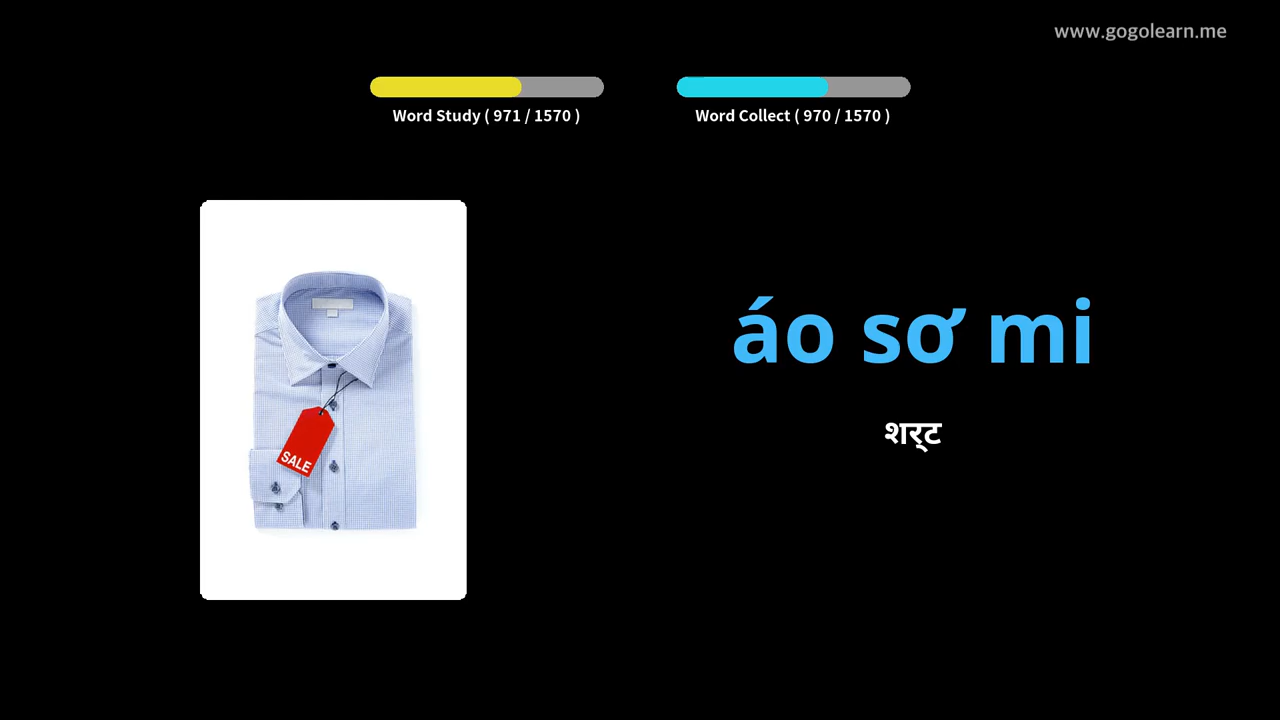 www.gogolearn.me
Word Study ( 971 / 1570 )
Word Collect ( 970 / 1570 )
áo sơ mi
शर्ट
SALE